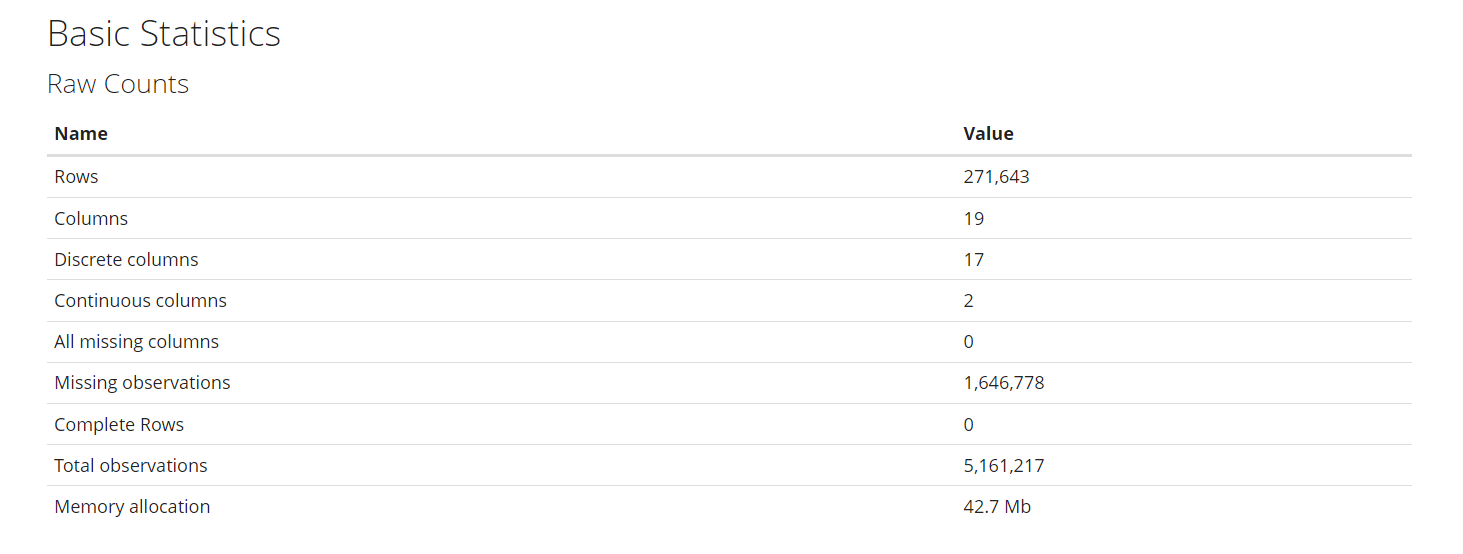 Basic Statistics
Raw Counts
Name Value
Rows 271,643
Columns 19
Discrete columns 17
Continuous columns 2
All missing columns 0
Missing observations 1,646,778
Complete Rows 0
Total observations 5,161,217
Memory allocation 42.7 Mb